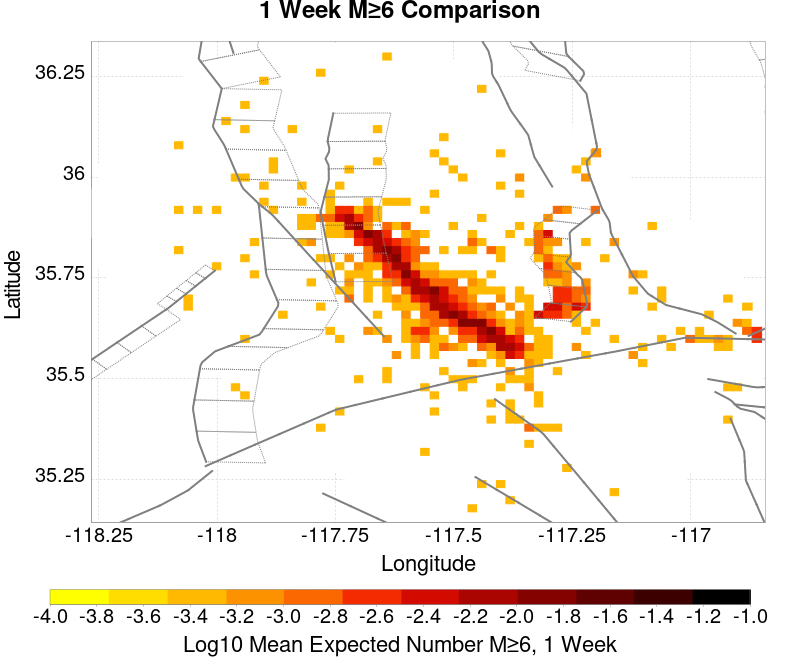 1 Week M≥6 Comparison
36.25
36
35.75
35.5
35.25
Latitude
-118.25 -118 -117.75 -117.5 -117.25 -117
Longitude
-4.0 -3.8 -3.6 -3.4 -3.2 -3.0 -2.8 -2.6 -2.4 -2.2 -2.0 -1.8 -1.6 -1.4 -1.2 -1.0
Log10 Mean Expected Number M≥6, 1 Week